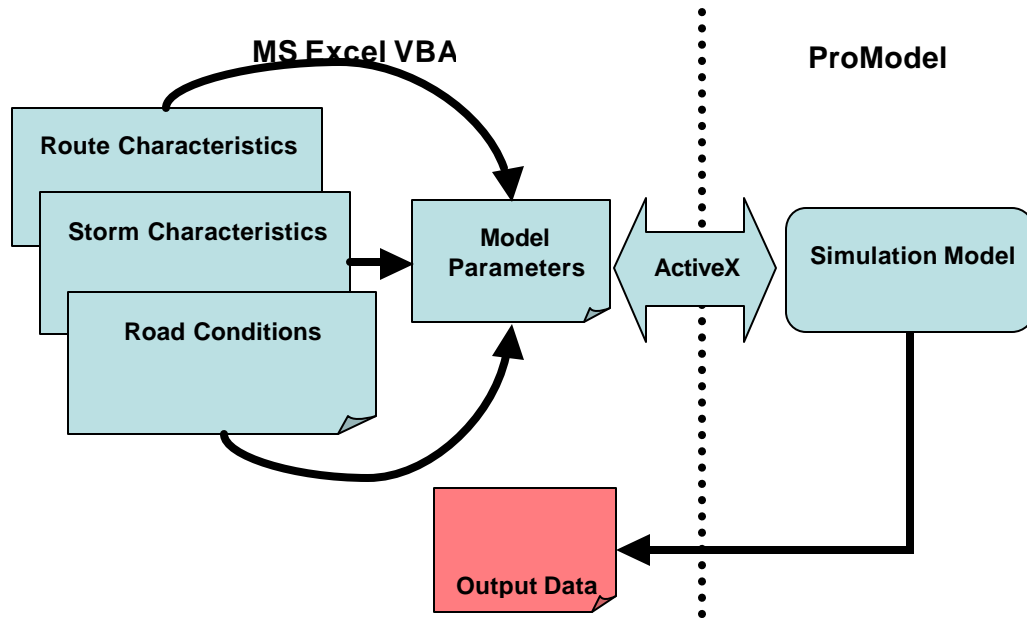 MS Excel VBA
ProModel
Route Characteristics
Storm Characteristics
Road Conditions
Model
Parameters
ActiveX
Simulation Model
Output Data